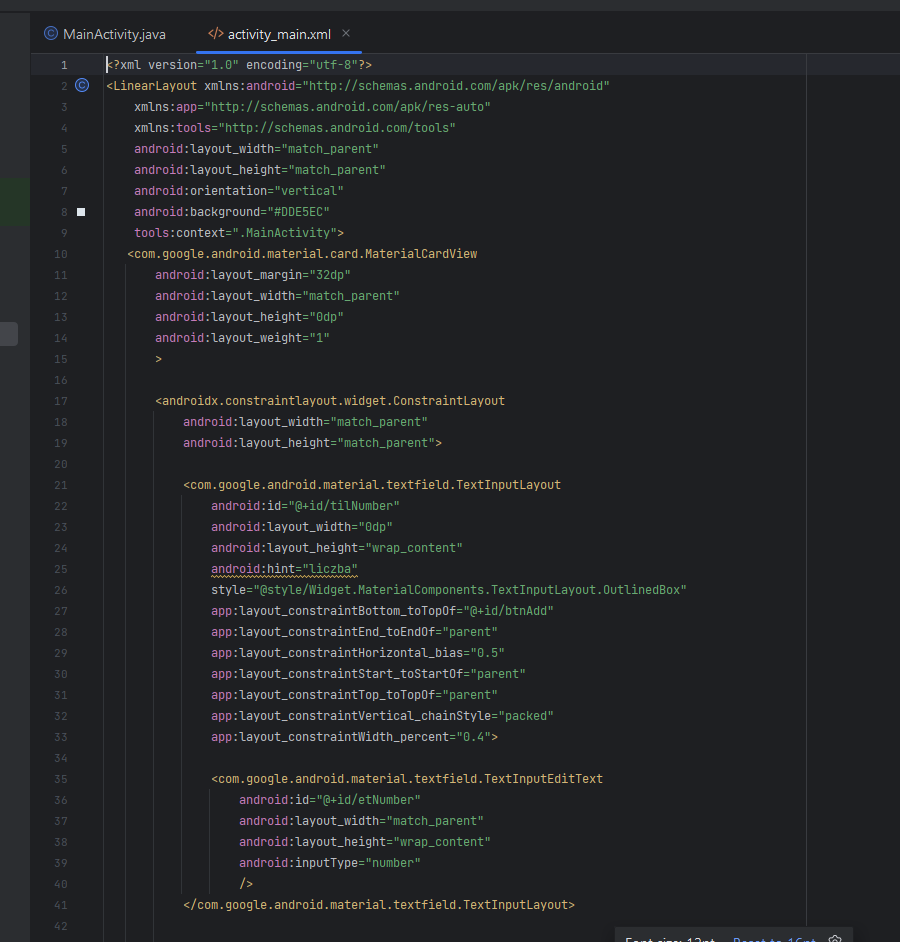 MainActivity.java
activity_main.xml
1 <?xml version="1.0" encoding="utf-8"?>
2 <LinearLayout xmlns:android="http://schemas.android.com/apk/res/android"
3 xmlns:app="http://schemas.android.com/apk/res-auto"
4 xmlns:tools="http://schemas.android.com/tools"
5 android:layout_width="match_parent"
6 android:layout_height="match_parent"
7 android:orientation="vertical"
8 android:background="#DDE5EC"
9 tools:context=".MainActivity">
10 <com.google.android.material.card.MaterialCardView
11 android:layout_margin="32dp"
12 android:layout_width="match_parent"
13 android:layout_height="0dp"
14 android:layout_weight="1"
15 >
16
17 <androidx.constraintlayout.widget.ConstraintLayout
18 android:layout_width="match_parent"
19 android:layout_height="match_parent">
20
21 <com.google.android.material.textfield.TextInputLayout
22 android:id="@+id/tilNumber"
23 android:layout_width="0dp"
24 android:layout_height="wrap_content"
25 android:hint="liczba"
26 style="@style/Widget.MaterialComponents.TextInputLayout.OutlinedBox"
27 app:layout_constraintBottom_toTopOf="@+id/btnAdd"
28 app:layout_constraintEnd_toEndOf="parent"
29 app:layout_constraintHorizontal_bias="0.5"
30 app:layout_constraintStart_toStartOf="parent"
31 app:layout_constraintTop_toTopOf="parent"
32 app:layout_constraintVertical_chainStyle="packed"
33 app:layout_constraintWidth_percent="0.4">
34
35 <com.google.android.material.textfield.TextInputEditText
36 android:id="@+id/etNumber"
37 android:layout_width="match_parent"
38 android:layout_height="wrap_content"
39 android:inputType="number"
40 />
41 </com.google.android.material.textfield.TextInputLayout>
42
Font size: 12pt Reset to 16pt